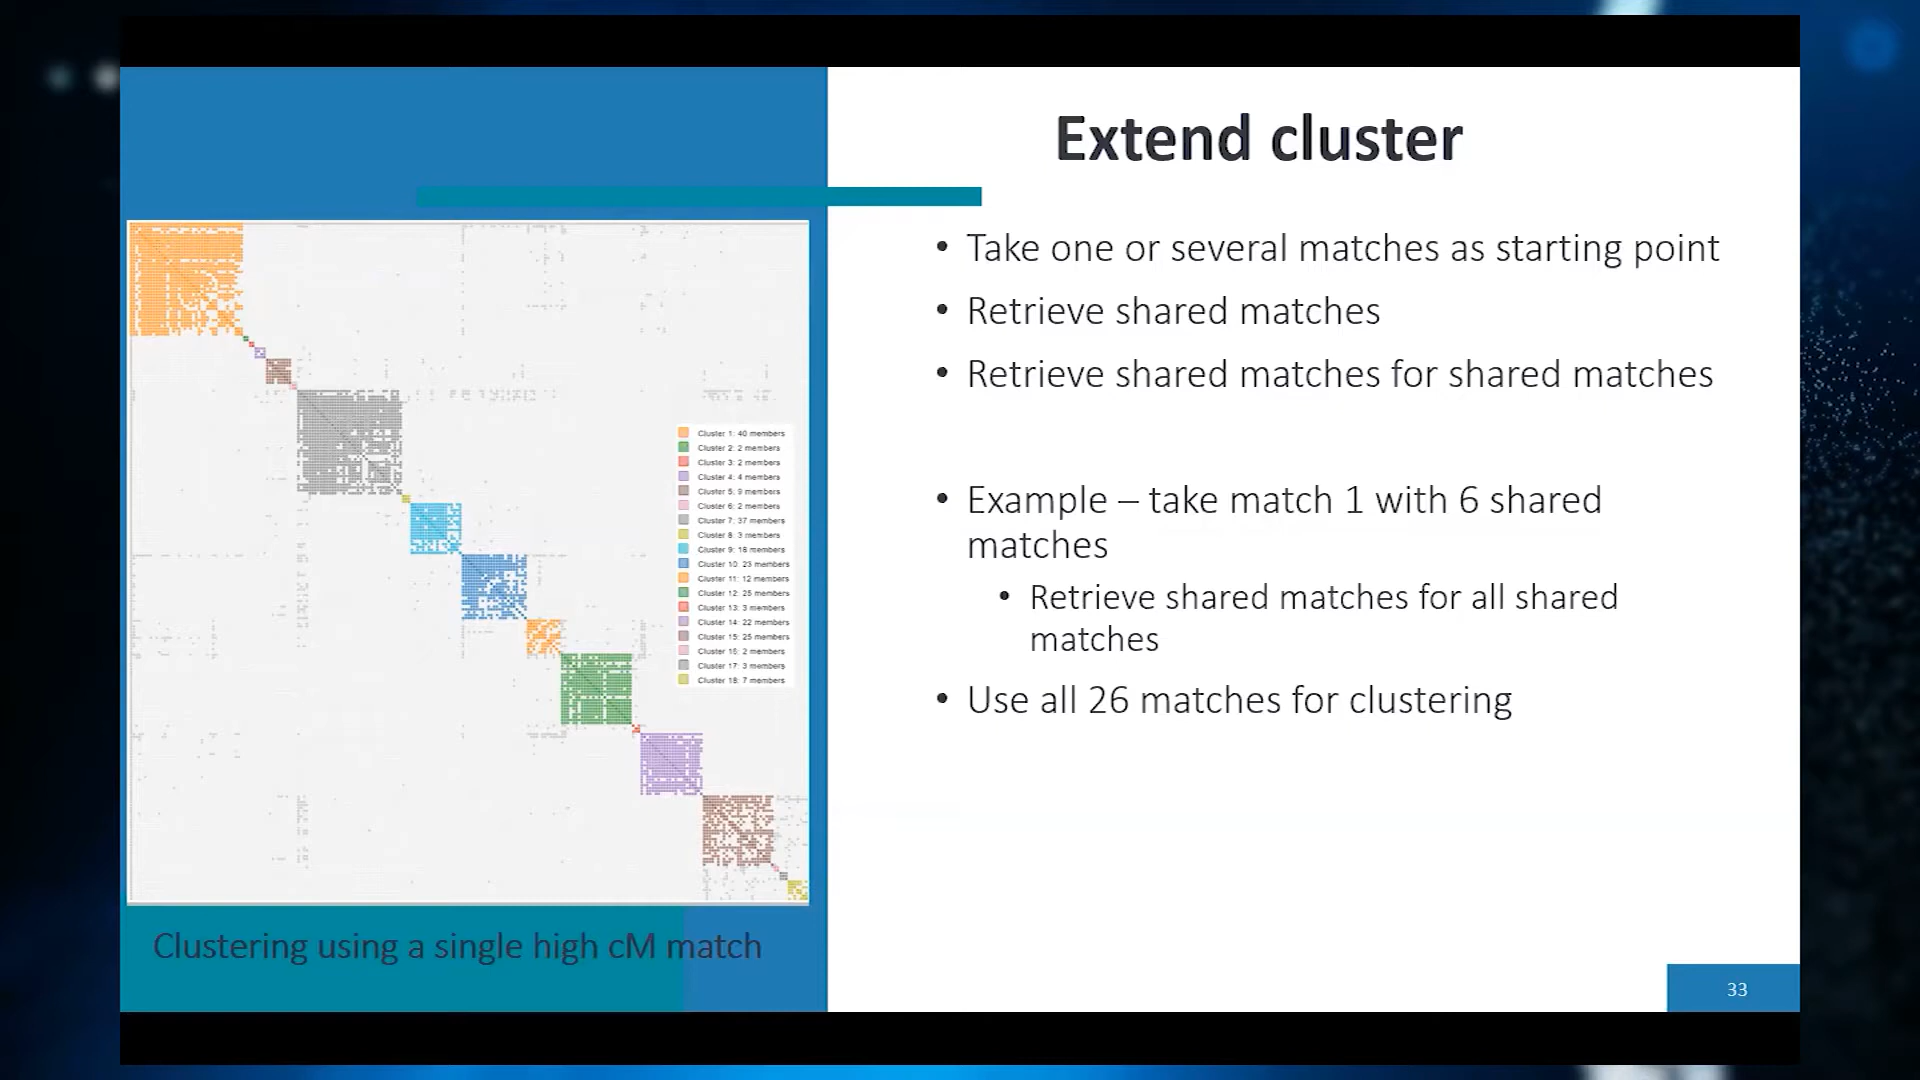 Extend cluster
• Take one or several matches as starting point
• Retrieve shared matches
• Retrieve shared matches for shared matches
• Example – take match 1 with 6 shared
matches
• Retrieve shared matches for all shared
matches
• Use all 26 matches for clustering
Cluster 1: 40 members
Cluster 2: 2 members
Cluster 3: 2 members
Cluster 4: 4 members
Cluster 5: 9 members
Cluster 6: 2 members
Cluster 7: 37 members
Cluster 8: 3 members
Cluster 9: 18 members
Cluster 10: 23 members
Cluster 11: 12 members
Cluster 12: 25 members
Cluster 13: 3 members
Cluster 14: 22 members
Cluster 15: 25 members
Cluster 16: 2 members
Cluster 17: 3 members
Cluster 18: 7 members
Clustering using a single high cM match
33